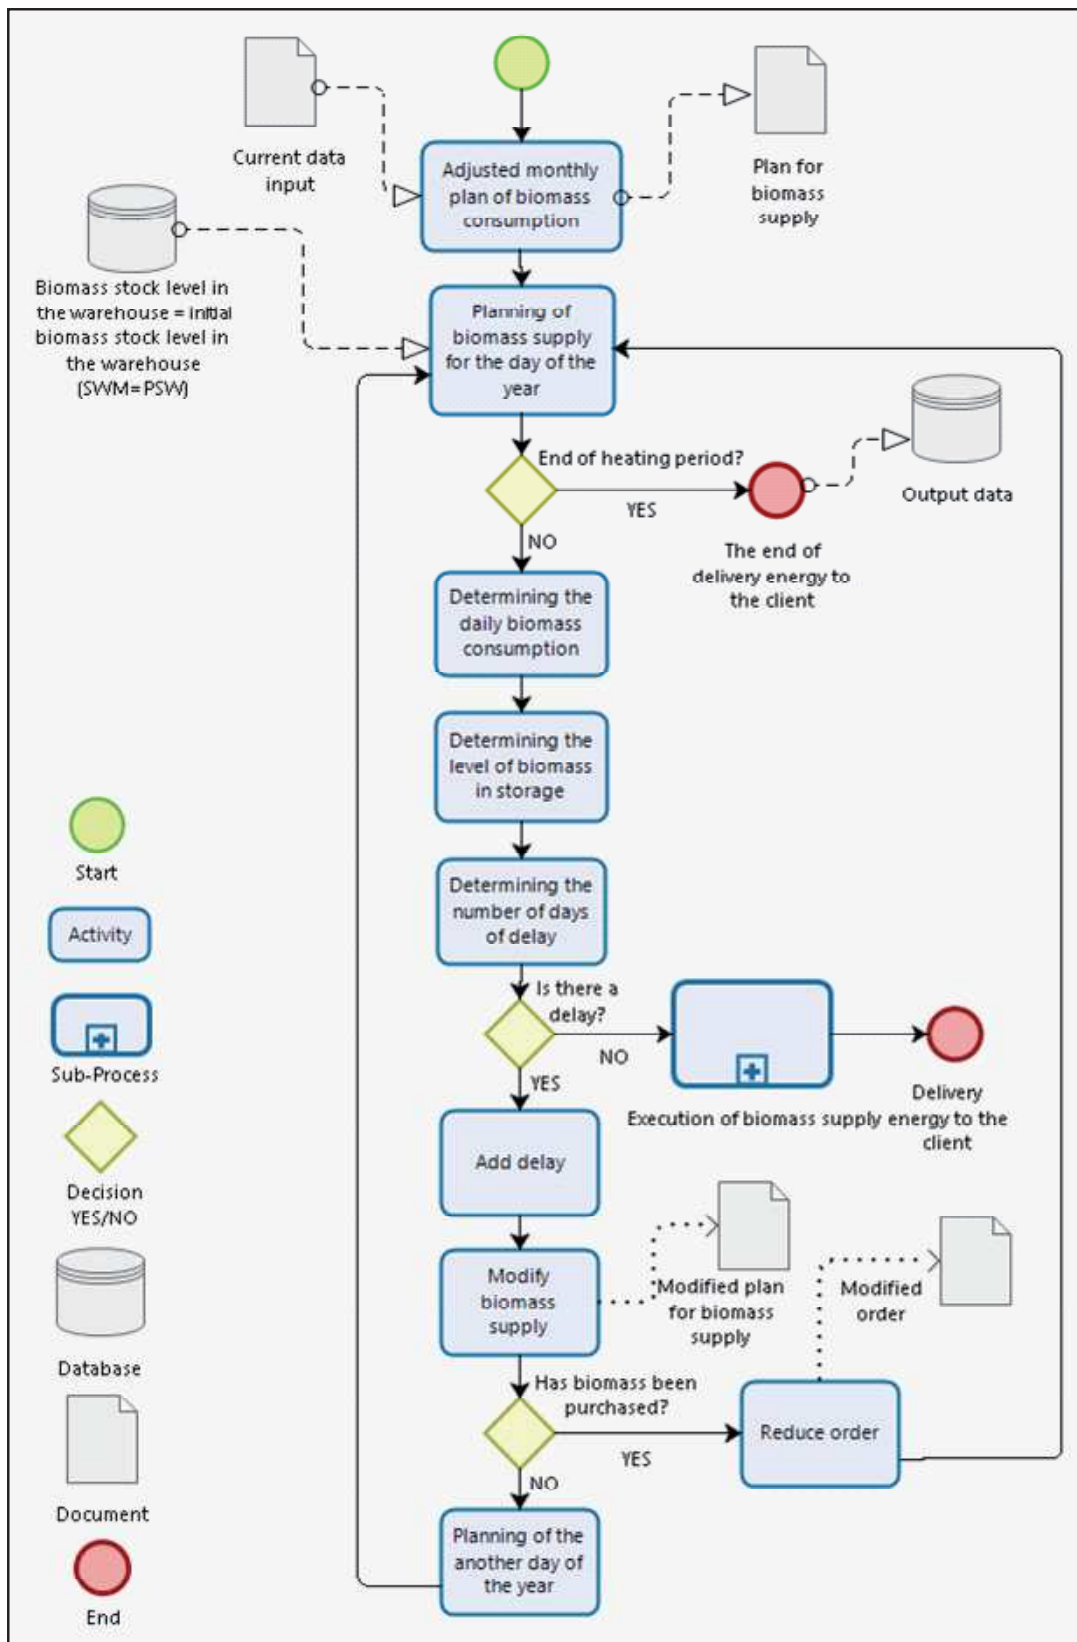 Current data
input
Adjusted monthly
plan of biomass
consumption
Plan for
biomass
supply
Biomass stock level in
the warehouse = initial
biomass stock level in
the warehouse
(SWM=PSW)
Planning of
biomass supply
for the day of the
year
End of heating period?
YES
NO
Output data
The end of
delivery energy to
the client
Determining the
daily biomass
consumption
Determining the
level of biomass
in storage
Determining the
number of days
of delay
Is there a
delay?
NO
YES
Execution of biomass supply
Delivery
energy to the
client
Add delay
Modify
biomass
supply
Modified plan
for biomass
supply
Modified
order
Has biomass been
purchased?
YES
NO
Reduce order
Planning of the
another day of
the year
Start
Activity
Sub-Process
Decision
YES/NO
Database
Document
End